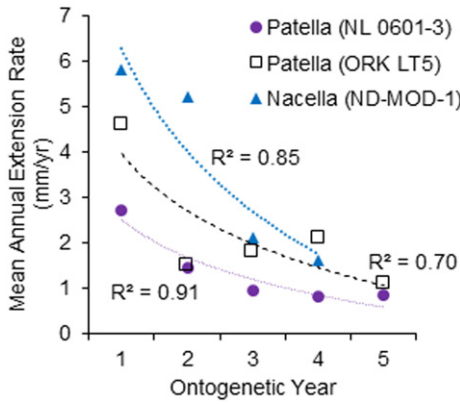 Patella (NL 0601-3)
Patella (ORK LT5)
Nacella (ND-MOD-1)
Mean Annual Extension Rate
(mm/yr)
7
6
5
4
3
2
1
0
R² = 0.85
R² = 0.70
R² = 0.91
1 2 3 4 5
Ontogenetic Year